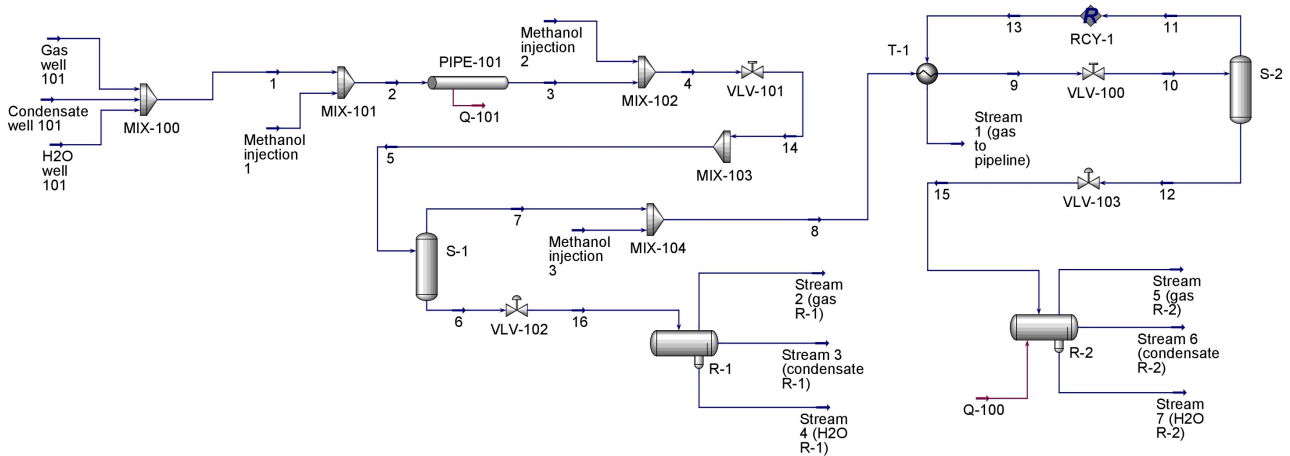 Gas
well
101
Condensate
well 101
H2O
well
101
MIX-100
1
Methanol
injection
1
MIX-101
2
PIPE-101
Q-101
3
Methanol
injection
2
MIX-102
4
VLV-101
14
MIX-103
5
S-1
7
Methanol
injection
3
MIX-104
8
6
VLV-102
16
R-1
Stream
2 (gas
R-1)
Stream 3
(condensate
R-1)
Stream
4 (H2O
R-1)
T-1
13
R
RCY-1
11
9
VLV-100
10
S-2
Stream
1 (gas
to
pipeline)
15
VLV-103
12
R-2
Q-100
Stream
5 (gas
R-2)
Stream 6
(condensate
R-2)
Stream
7 (H2O
R-2)